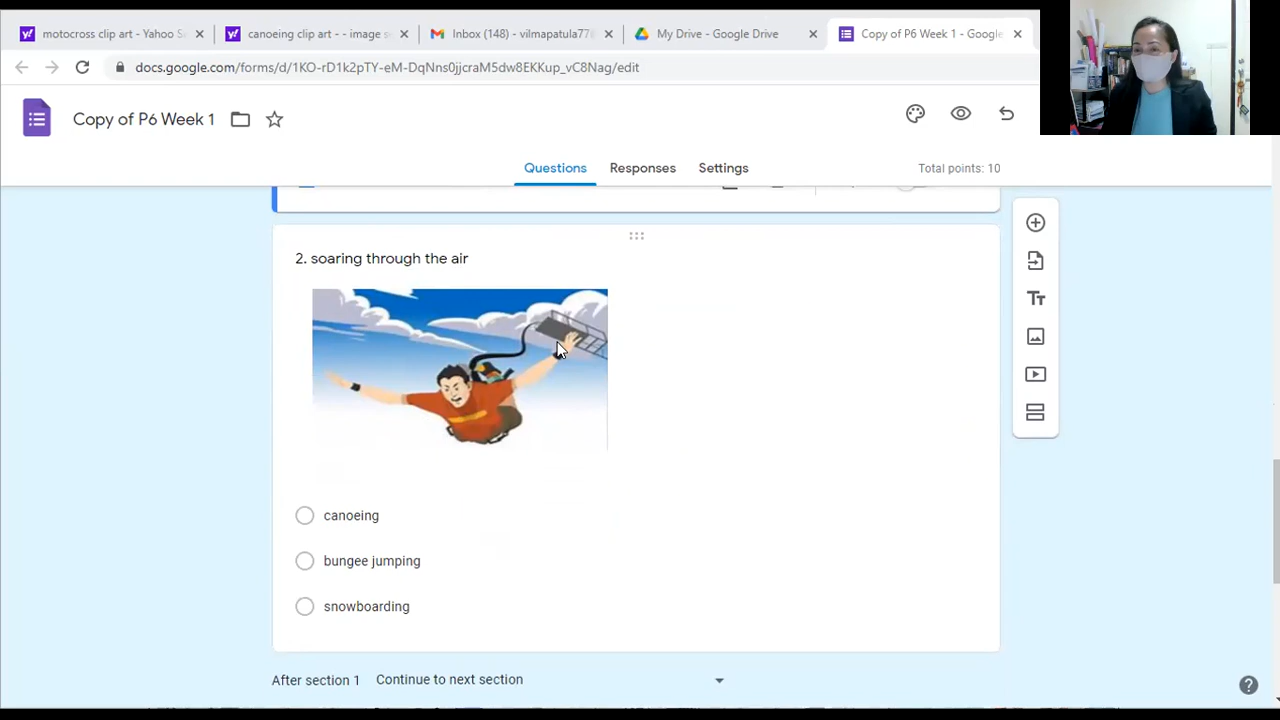 motocross clip art - Yahoo S
canoeing clip art - - image s
Inbox (148) - vilmapatula77
My Drive - Google Drive
Copy of P6 Week 1 - Google
docs.google.com/forms/d/1KO-rD1k2pTY-eM-DqNns0jjcraM5dw8EKKup_vC8Nag/edit
Copy of P6 Week 1
Questions
Responses
Settings
Total points: 10
2. soaring through the air
canoeing
bungee jumping
snowboarding
After section 1 Continue to next section